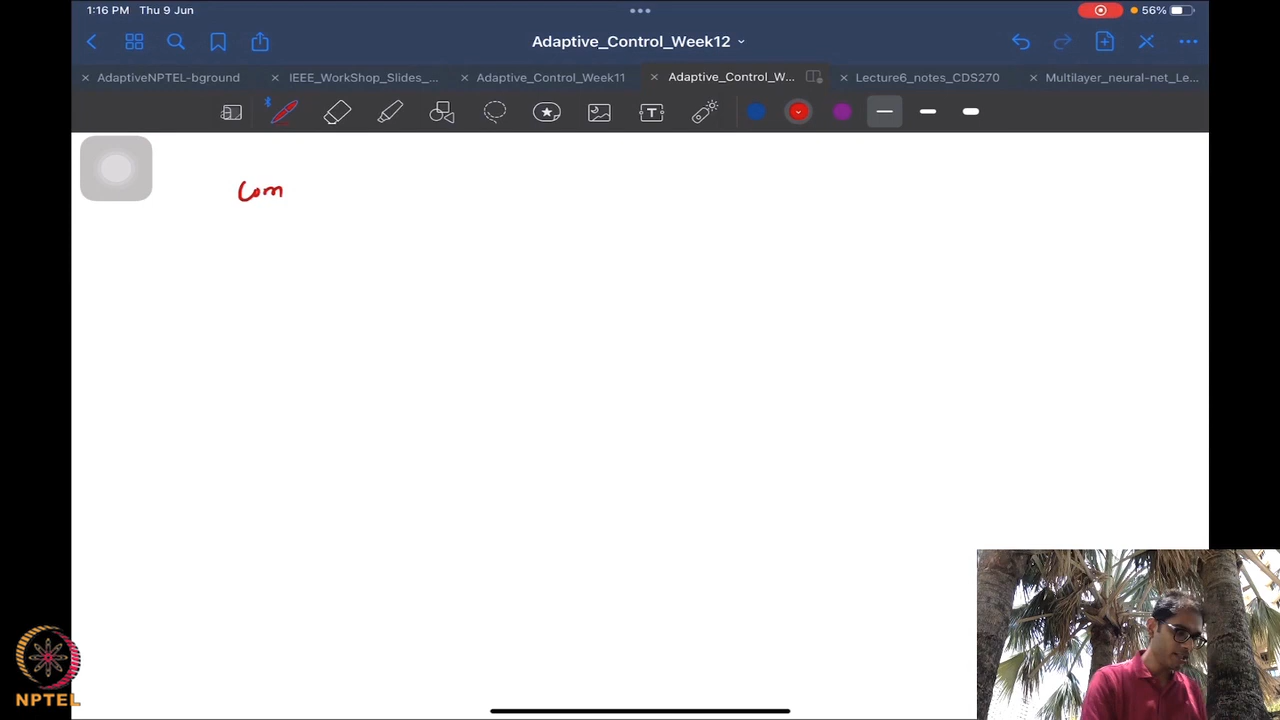 1:16 PM Thu 9 Jun
56%
Adaptive_Control_Week12
AdaptiveNPTEL-bground
IEEE_WorkShop_Slides_...
Adaptive_Control_Week11
Adaptive_Control_W...
Lecture6_notes_CDS270
Multilayer_neural-net_Le...
Com
NPTEL